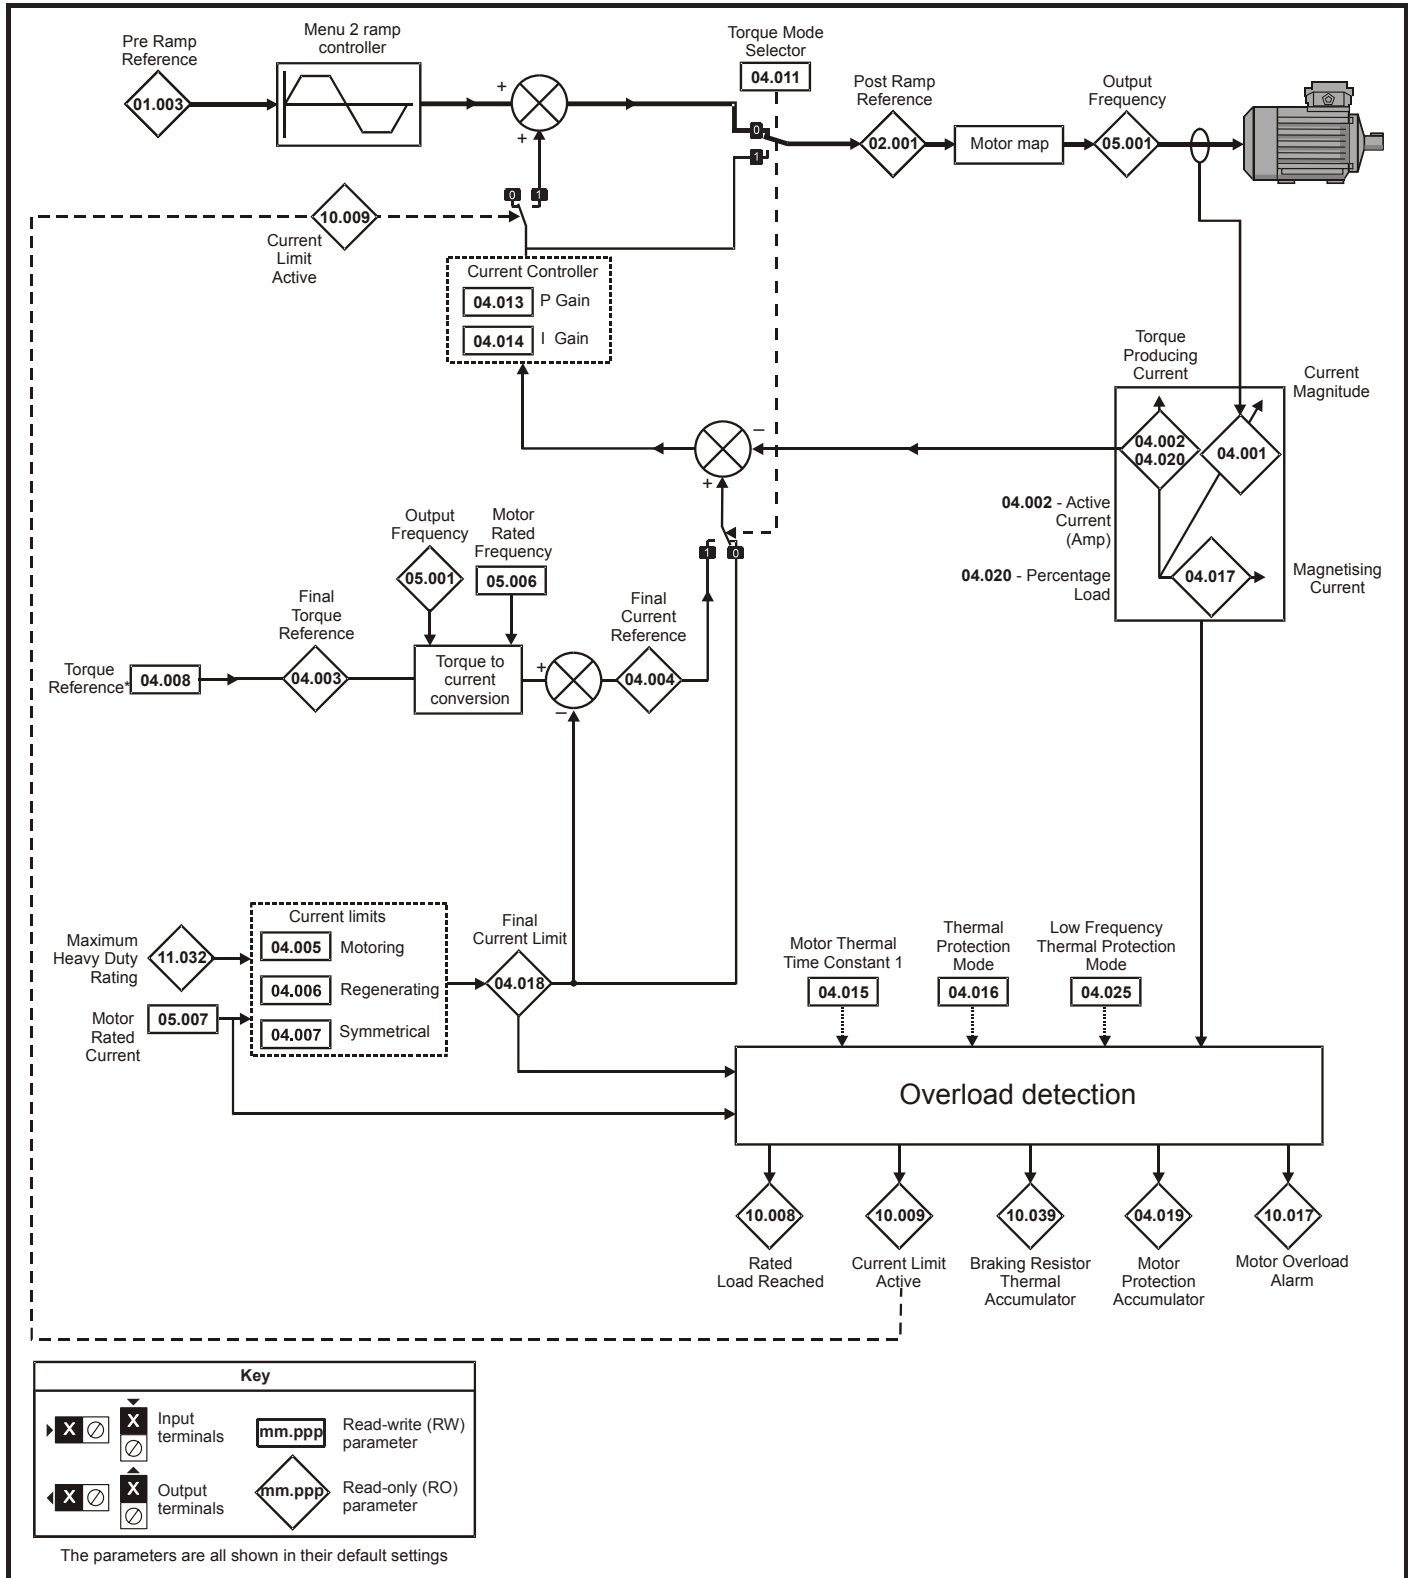 Pre Ramp
Reference
01.003
Menu 2 ramp
controller
+
+
Torque Mode
Selector
04.011
0
1
Post Ramp
Reference
02.001
Motor map
Output
Frequency
05.001
0
1
10.009
Current
Limit
Active
Current Controller
04.013 P Gain
04.014 I Gain
Torque
Producing
Current
Current
Magnitude
04.002
04.020
04.001
–
+
04.002 - Active
Current
(Amp)
04.020 - Percentage
Load
04.017
Magnetising
Current
1
0
Output
Frequency
05.001
Motor
Rated
Frequency
05.006
Final
Torque
Reference
Final
Current
Reference
Torque
Reference*
04.008
04.003
Torque to
current
conversion
+
–
04.004
Maximum
Heavy Duty
Rating
11.032
Motor
Rated
Current
05.007
Current limits
04.005 Motoring
04.006 Regenerating
04.007 Symmetrical
Final
Current Limit
04.018
Motor Thermal
Time Constant 1
04.015
Thermal
Protection
Mode
04.016
Low Frequency
Thermal Protection
Mode
04.025
Overload detection
10.008
Rated
Load Reached
10.009
Current Limit
Active
10.039
Braking Resistor
Thermal
Accumulator
04.019
Motor
Protection
Accumulator
10.017
Motor Overload
Alarm
Key
X
X
Input
terminals
mm.ppp
Read-write (RW)
parameter
X
X
Output
terminals
mm.ppp
Read-only (RO)
parameter
The parameters are all shown in their default settings